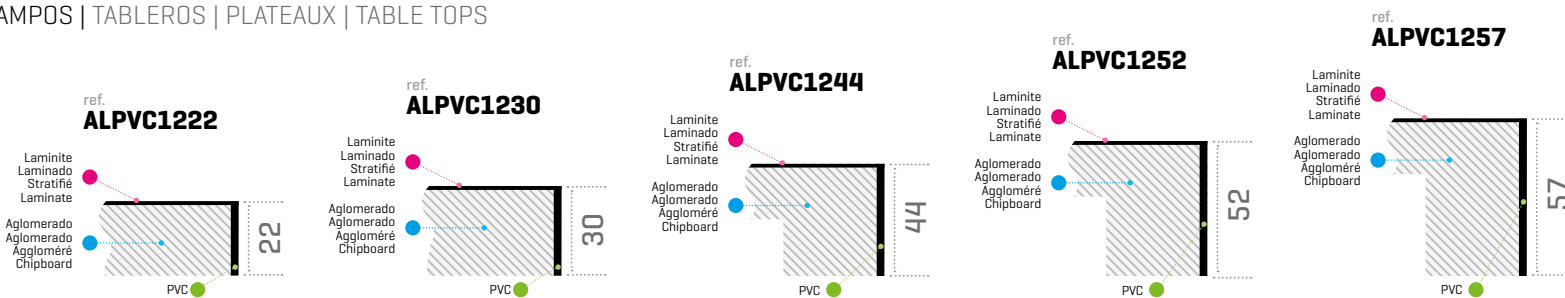 AMPOS | TABLEROS | PLATEAUX | TABLE TOPS
ref.
ALPVC1222
Laminite
Laminado
Stratifié
Laminate
Aglomerado
Aglomerado
Aggloméré
Chipboard
PVC
22
ref.
ALPVC1230
Laminite
Laminado
Stratifié
Laminate
Aglomerado
Aglomerado
Aggloméré
Chipboard
PVC
30
ref.
ALPVC1244
Laminite
Laminado
Stratifié
Laminate
Aglomerado
Aglomerado
Aggloméré
Chipboard
PVC
44
ref.
ALPVC1252
Laminite
Laminado
Stratifié
Laminate
Aglomerado
Aglomerado
Aggloméré
Chipboard
PVC
52
ref.
ALPVC1257
Laminite
Laminado
Stratifié
Laminate
Aglomerado
Aglomerado
Aggloméré
Chipboard
PVC
57